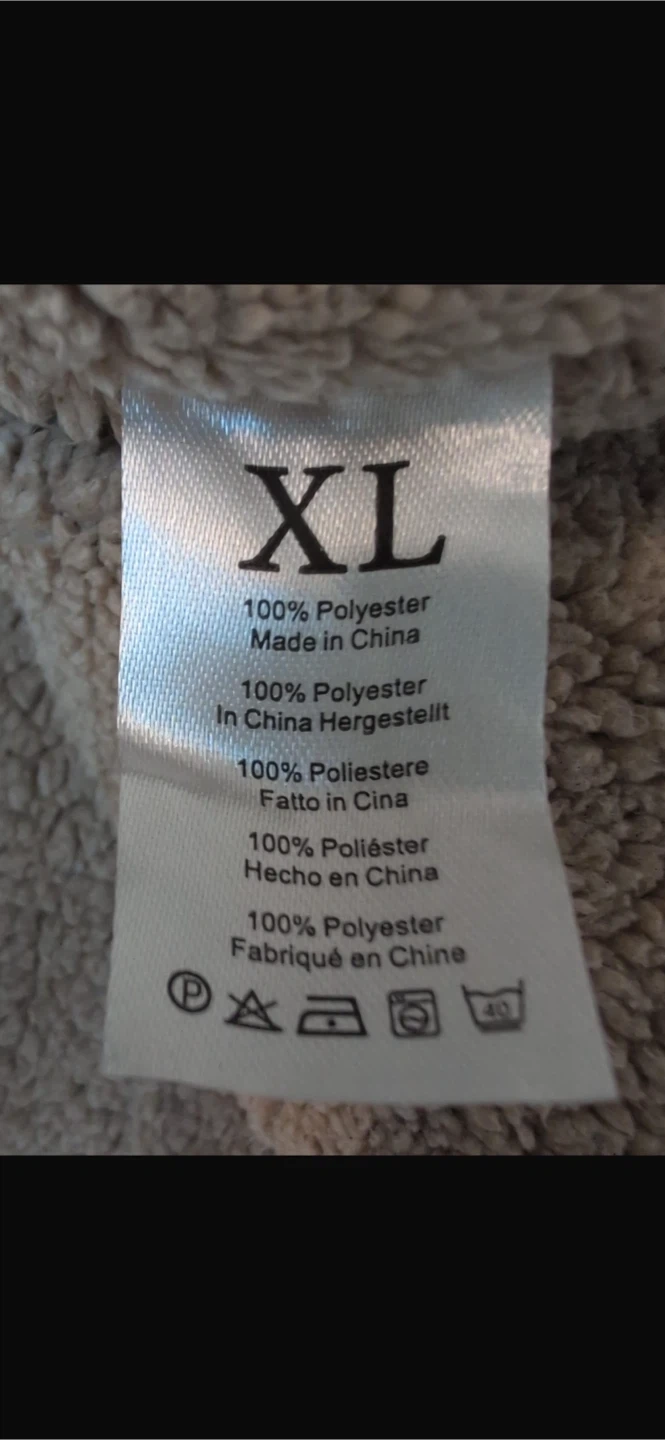 XL
100% Polyester
Made in China
100% Polyester
In China Hergestellt
100% Poliestere
Fatto in Cina
100% Poliéster
Hecho en China
100% Polyester
Fabriqué en Chine
P
40